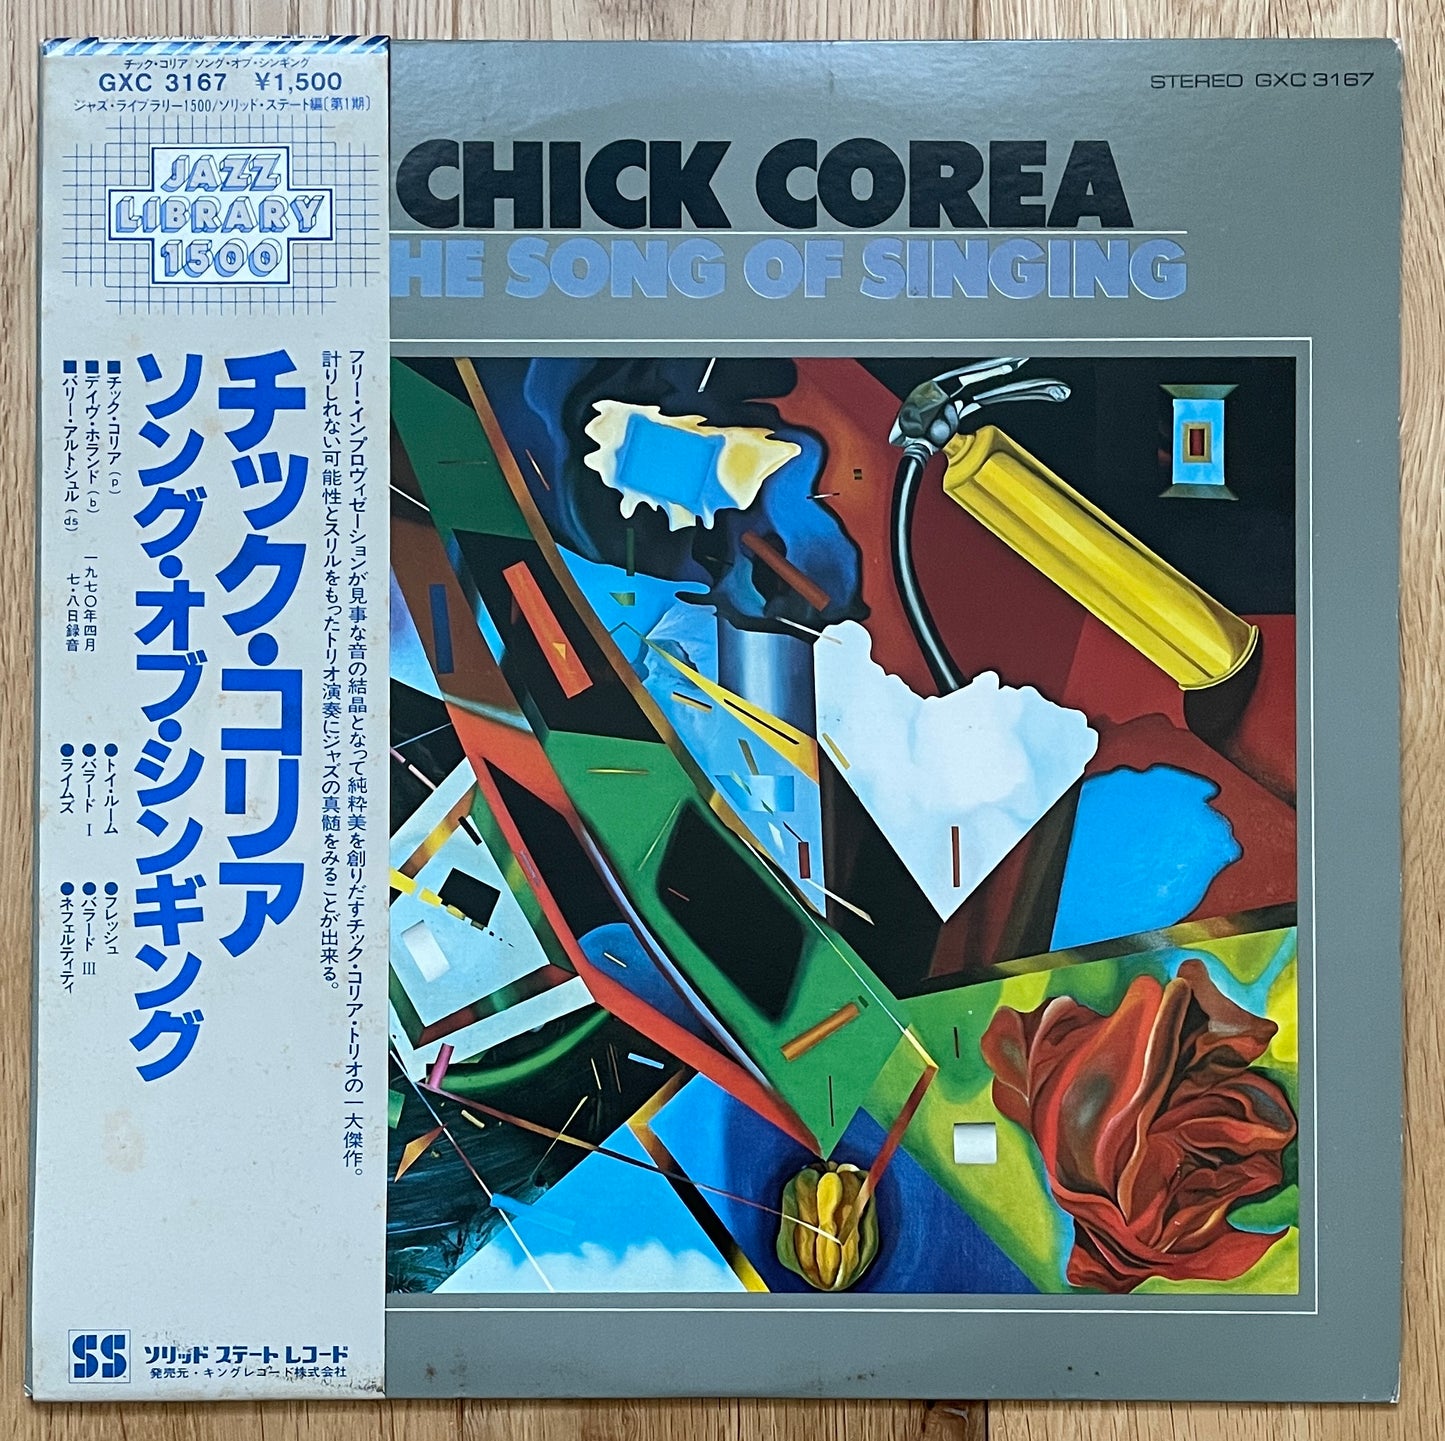 チック・コリア ソング・オブ・シンギング
GXC 3167 ¥1,500
ジャズ・ライブラリー1500/ソリッド・ステート編〔第1期〕
JAZZ
LIBRARY
1500
フリー・インプロヴィゼーションが見事な音の結晶となって純粋美を創りだすチック・コリア・トリオの一大傑作。
計りしれない可能性とスリルをもったトリオ演奏にジャズの真髄をみることが出来る。
チック・コリア
ソング・オブ・シンギング
■チック・コリア(p)
■デイヴ・ホランド(b)
■バリー・アルトシュル(ds)
一九七〇年四月
七・八日録音
●トイ・ルーム
●バラード I
●ライムズ
●フレッシュ
●バラード III
●ネフェルティティ
SS
ソリッド ステート レコード
発売元・キングレコード株式会社
STEREO GXC 3167
CHICK COREA
HE SONG OF SINGING